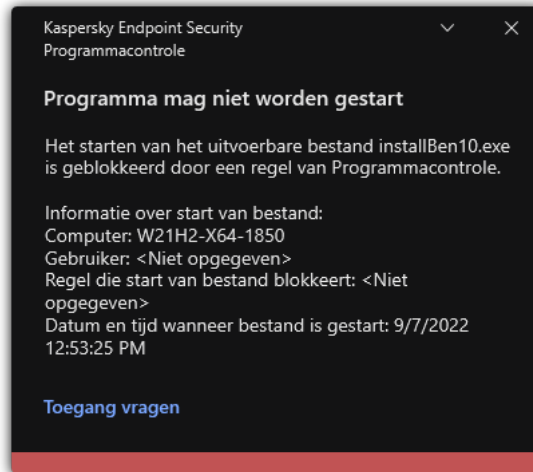 Kaspersky Endpoint Security
Programmacontrole
Programma mag niet worden gestart
Het starten van het uitvoerbare bestand installBen10.exe
is geblokkeerd door een regel van Programmacontrole.
Informatie over start van bestand:
Computer: W21H2-X64-1850
Gebruiker: <Niet opgegeven>
Regel die start van bestand blokkeert: <Niet
opgegeven>
Datum en tijd wanneer bestand is gestart: 9/7/2022
12:53:25 PM
Toegang vragen